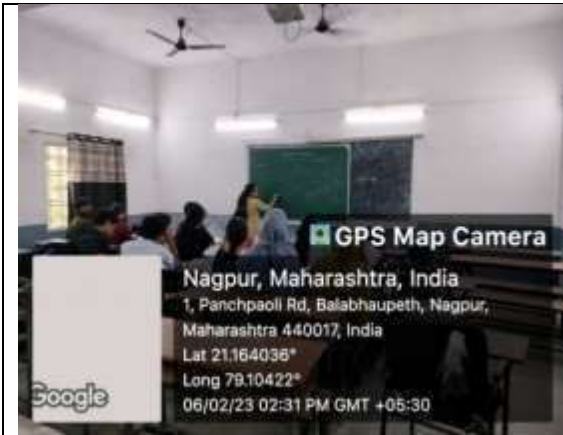 GPS Map Camera
Nagpur, Maharashtra, India
1, Panchpaoli Rd, Balabhaupeth, Nagpur,
Maharashtra 440017, India
Lat 21.164036°
Long 79.10422°
06/02/23 02:31 PM GMT +05:30
Google